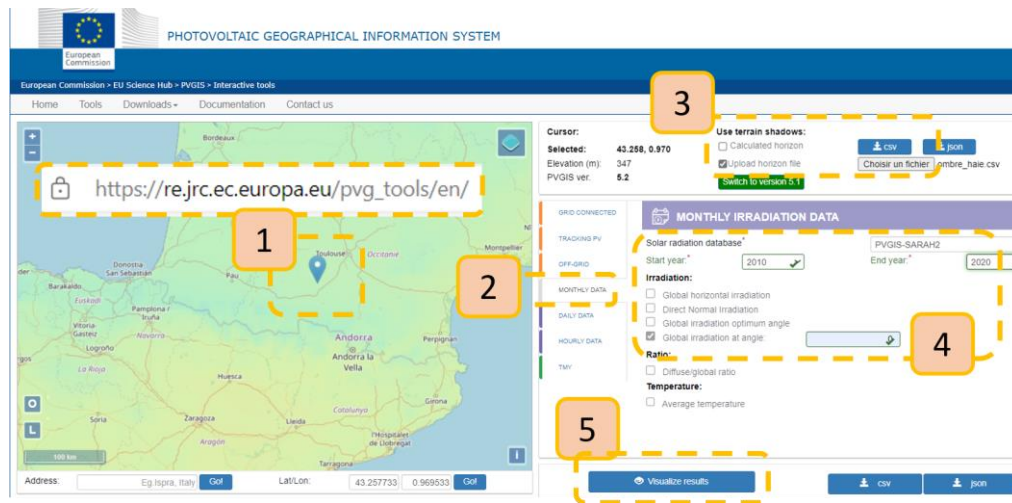 European
Commission
PHOTOVOLTAIC GEOGRAPHICAL INFORMATION SYSTEM
European Commission > EU Science Hub > PVGIS > Interactive tools
Home Tools Downloads Documentation Contact us
3
+
-
Bordeaux
https://re.jrc.ec.europa.eu/pvg_tools/en/
1
Toulouse Occitanie
Montpellier
Donostia
San Sebastián
Pau
Barakaldo
Euskadi
Pamplona /
Iruña
Vitoria-
Gasteiz
Navarra
Logroño
La Rioja
Andorra
Andorra la
Vella
Perpignan
Huesca
Girona
Catalunya
Soria
Zaragoza
Lleida
Aragón
l'Hospitalet
de Llobregat
Tarragona
O
L
100 km
i
Address: Eg.Ispra, Italy Go! Lat/Lon: 43.257733 0.969533 Go!
Cursor:
Selected: 43.258, 0.970
Elevation (m): 347
PVGIS ver. 5.2
Use terrain shadows:
Calculated horizon
csv json
Upload horizon file
Choisir un fichier ombre_haie.csv
Switch to version 5.1
2
GRID CONNECTED
TRACKING PV
OFF-GRID
MONTHLY DATA
DAILY DATA
HOURLY DATA
TMY
MONTHLY IRRADIATION DATA
Solar radiation database* PVGIS-SARAH2
Start year:* 2010 End year:* 2020
Irradiation:
Global horizontal irradiation
Direct Normal Irradiation
Global irradiation optimum angle
Global irradiation at angle:
4
Ratio:
Diffuse/global ratio
Temperature:
Average temperature
5
Visualize results
csv json